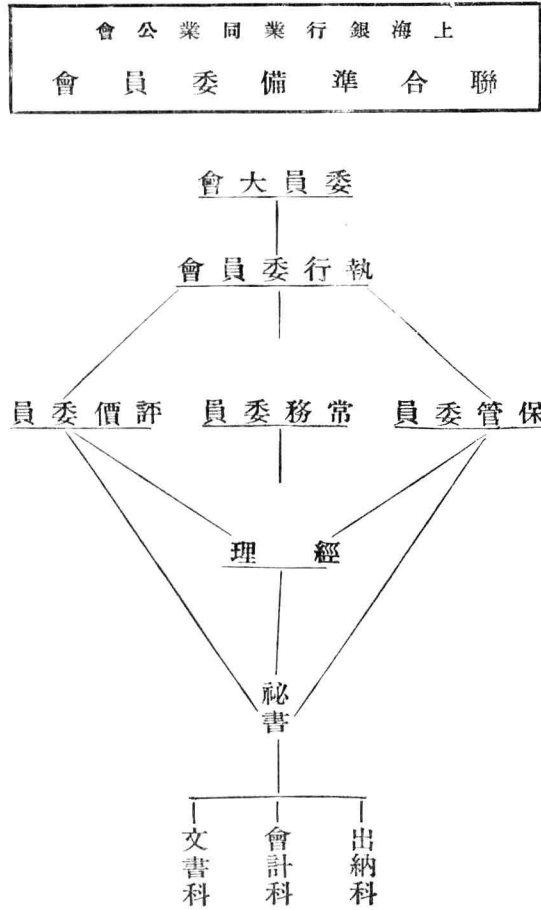 上海銀行業同業公會
聯合準備委員會
委員大會
執行委員會
保管委員
常務委員
評價委員
經理
祕書
出納科
會計科
文書科